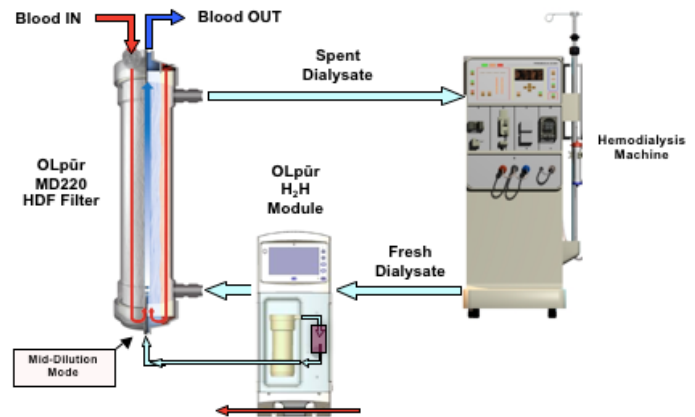 Blood IN
Blood OUT
Spent
Dialysate
Hemodialysis
Machine
OLpūr
MD220
HDF Filter
OLpūr
H₂H
Module
Fresh
Dialysate
Mid-Dilution
Mode